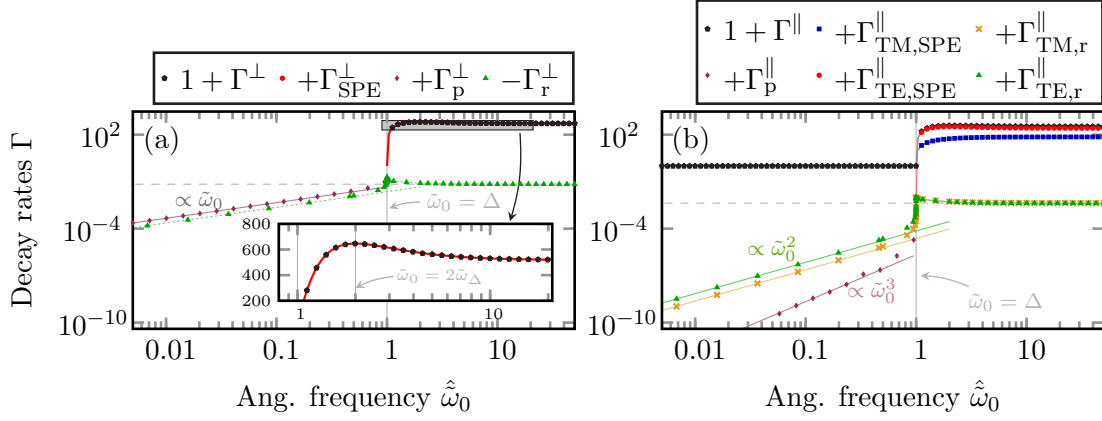 1 + Γ^⊥ +Γ^⊥_SPE +Γ^⊥_p −Γ^⊥_r
1 + Γ^∥ +Γ^∥_TM,SPE +Γ^∥_TM,r
+Γ^∥_p +Γ^∥_TE,SPE +Γ^∥_TE,r
Decay rates Γ
10^2
10^−4
10^−10
(a)
∝ ω̃_0
ω̃_0 = Δ
800
600
400
200
ω̃_0 = 2ω̃_Δ
1 10
0.01 0.1 1 10
Ang. frequency ω̃̂_0
(b)
10^2
10^−4
10^−10
∝ ω̃_0^2
∝ ω̃_0^3
ω̃_0 = Δ
0.01 0.1 1 10
Ang. frequency ω̃̂_0